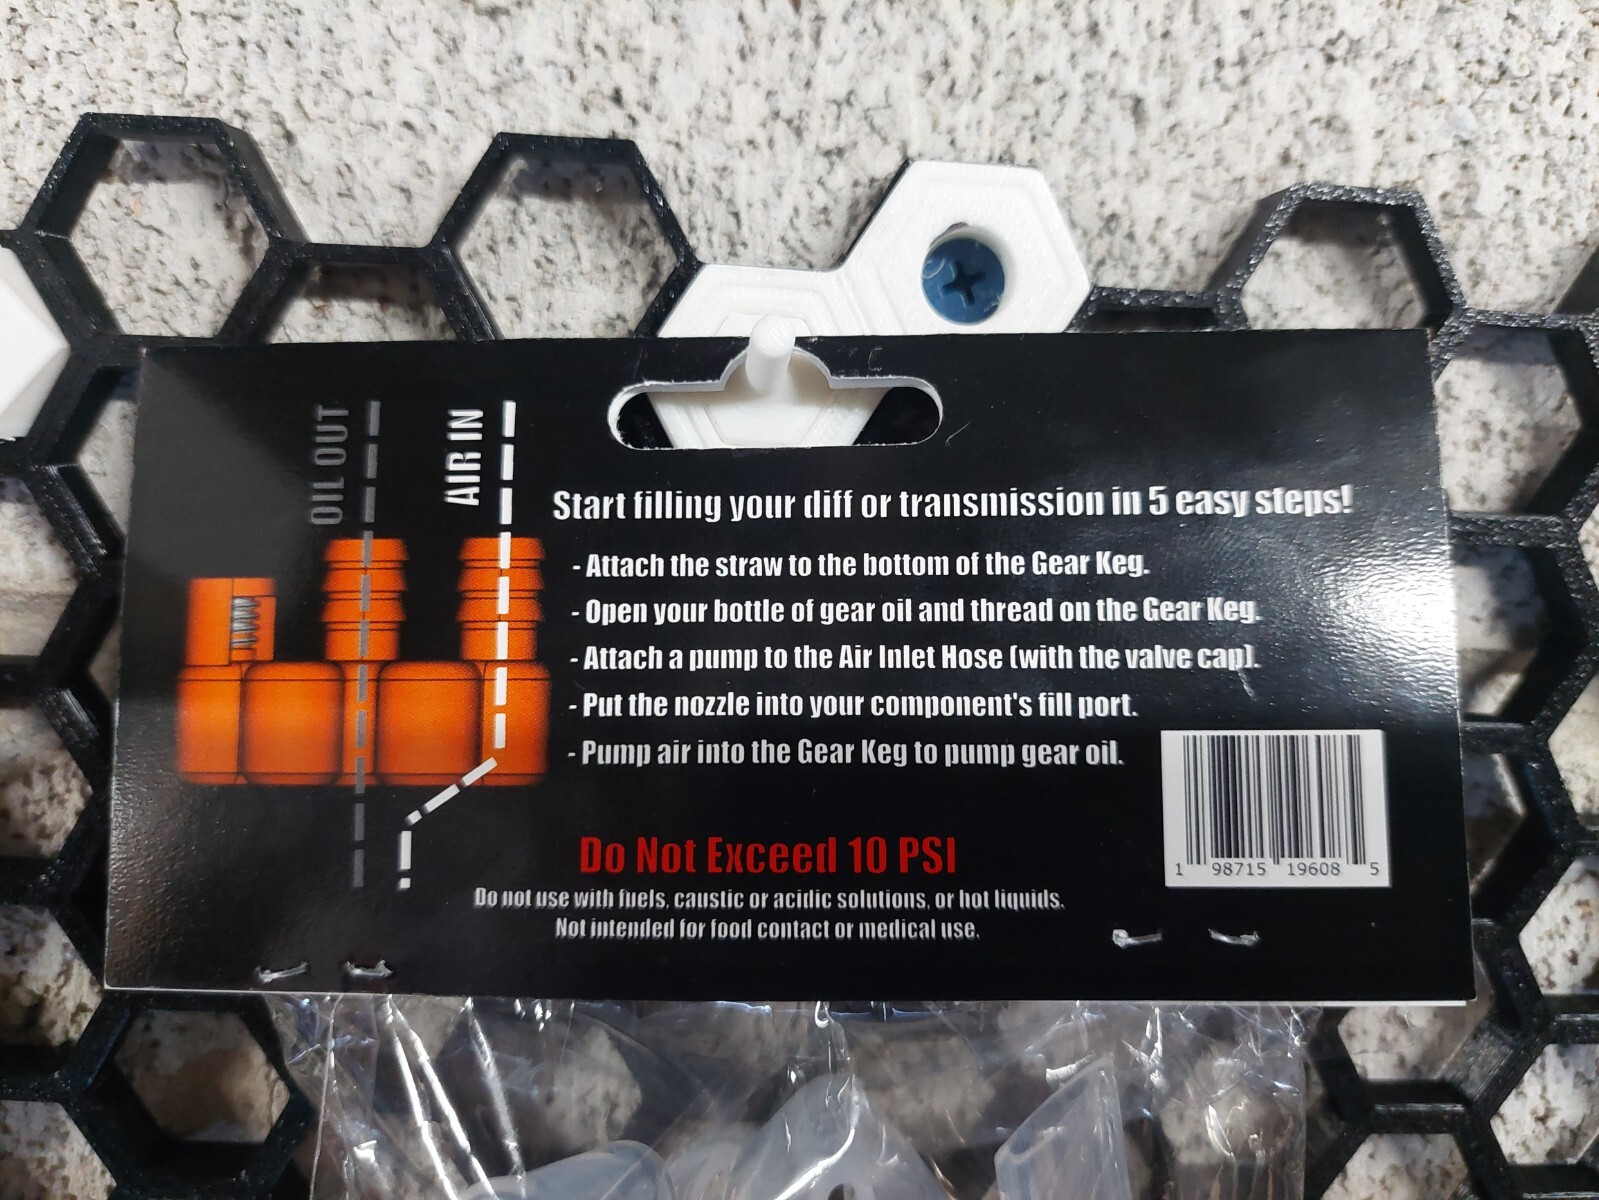 OIL OUT
AIR IN
Start filling your diff or transmission in 5 easy steps!
- Attach the straw to the bottom of the Gear Keg.
- Open your bottle of gear oil and thread on the Gear Keg.
- Attach a pump to the Air Inlet Hose (with the valve cap).
- Put the nozzle into your component's fill port.
- Pump air into the Gear Keg to pump gear oil.
Do Not Exceed 10 PSI
Do not use with fuels, caustic or acidic solutions, or hot liquids.
Not intended for food contact or medical use.
1 98715 19608 5